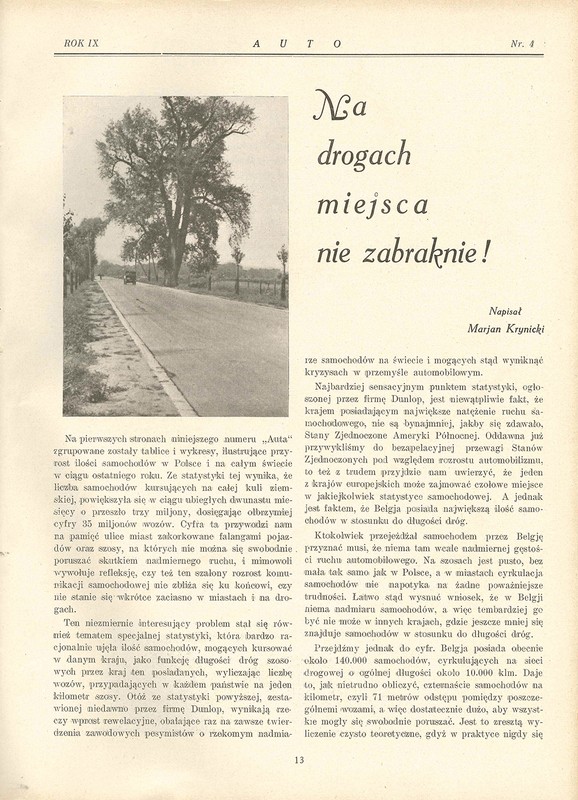 ROK IX
A U T O
Nr. 4
Na
drogach
miejsca
nie zabraknie!
Napisał
Marjan Krynicki
Na pierwszych stronach niniejszego numeru „Auta”
zgrupowane zostały tablice i wykresy, ilustrujące przy-
rost ilości samochodów w Polsce i na całym świecie
w ciągu ostatniego roku. Ze statystyki tej wynika, że
liczba samochodów kursujących na całej kuli ziem-
skiej, powiększyła się w ciągu ubiegłych dwunastu mie-
sięcy o przeszło trzy miljony, dosięgając olbrzymiej
cyfry 35 miljonów wozów. Cyfra ta przywodzi nam
na pamięć ulice miast zakorkowane falangami pojaz-
dów oraz szosy, na których nie można się swobodnie
poruszać skutkiem nadmiernego ruchu, i mimowoli
wywołuje refleksję, czy też ten szalony rozrost komu-
nikacji samochodowej nie zbliża się ku końcowi, czy
nie stanie się wkrótce zaciasno w miastach i na dro-
gach.
Ten niezmiernie interesujący problem stał się rów-
nież tematem specjalnej statystyki, która bardzo ra-
cjonalnie ujęła ilość samochodów, mogących kursować
w danym kraju, jako funkcję długości dróg szoso-
wych przez kraj ten posiadanych, wyliczając liczbę
wozów, przypadających w każdem państwie na jeden
kilometr szosy. Otóż ze statystyki powyższej, zesta-
wionej niedawno przez firmę Dunlop, wynikają rze-
czy wprost rewelacyjne, obalające raz na zawsze twier-
dzenia zawodowych pesymistów o rzekomym nadmia-
rze samochodów na świecie i mogących stąd wyniknąć
kryzysach w przemyśle automobilowym.
Najbardziej sensacyjnym punktem statystyki, ogło-
szonej przez firmę Dunlop, jest niewątpliwie fakt, że
krajem posiadającym największe natężenie ruchu sa-
mochodowego, nie są bynajmniej, jakby się zdawało,
Stany Zjednoczone Ameryki Północnej. Oddawna już
przywykliśmy do bezapelacyjnej przewagi Stanów
Zjednoczonych pod względem rozrostu automobilizmu,
to też z trudem przyjdzie nam uwierzyć, że jeden
z krajów europejskich może zajmować czołowe miejsce
w jakiejkolwiek statystyce samochodowej. A jednak
jest faktem, że Belgja posiada największą ilość samo-
chodów w stosunku do długości dróg.
Ktokolwiek przejeżdżał samochodem przez Belgję
przyznać musi, że niema tam wcale nadmiernej gęstoś-
ci ruchu automobilowego. Na szosach jest pusto, bez
mała tak samo jak w Polsce, a w miastach cyrkulacja
samochodów nie napotyka na żadne poważniejsze
trudności. Łatwo stąd wysnuć wniosek, że w Belgji
niema nadmiaru samochodów, a więc tembardziej go
być nie może w innych krajach, gdzie jeszcze mniej się
znajduje samochodów w stosunku do długości dróg.
Przejdźmy jednak do cyfr. Belgja posiada obecnie
około 140.000 samochodów, cyrkulujących na sieci
drogowej o ogólnej długości około 10.000 klm. Daje
to, jak nietrudno obliczyć, czternaście samochodów na
kilometr, czyli 71 metrów odstępu pomiędzy poszcze-
gólnemi wozami, a więc dostatecznie dużo, aby wszyst-
kie mogły się swobodnie poruszać. Jest to zresztą wy-
liczenie czysto teoretyczne, gdyż w praktyce nigdy się
13